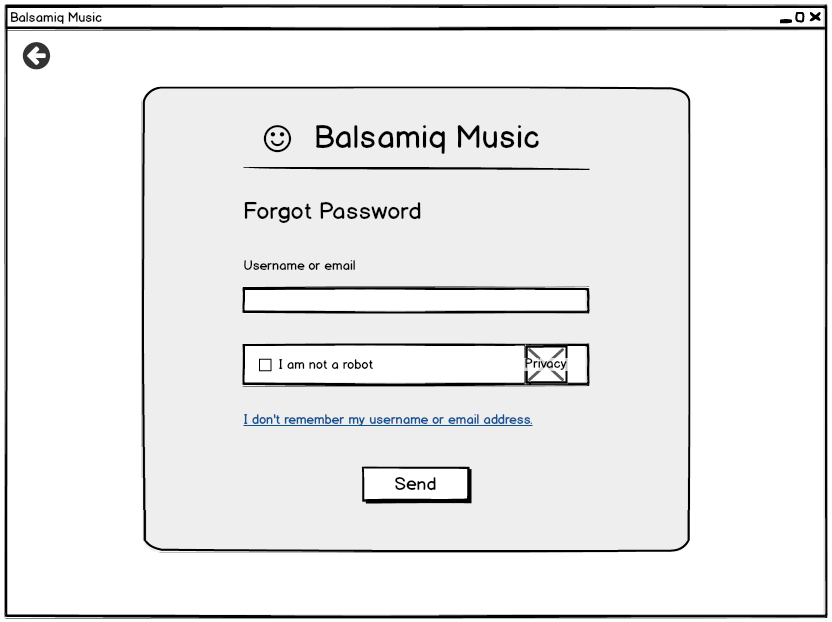 Balsamiq Music
Balsamiq Music
Forgot Password
Username or email
I am not a robot
Privacy
I don't remember my username or email address.
Send